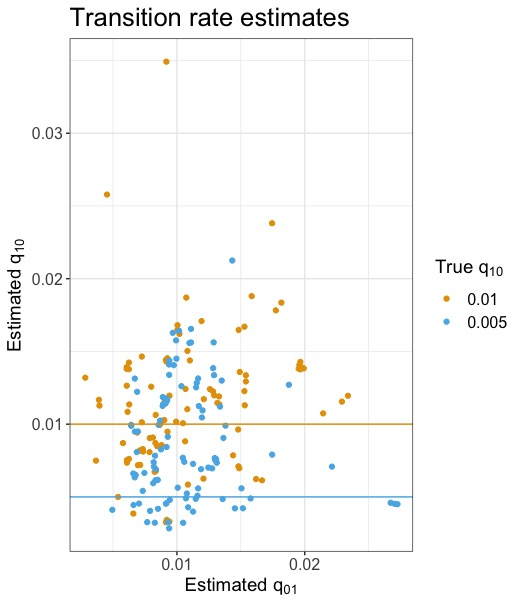 Transition rate estimates
0.03
0.02
0.01
Estimated q₁₀
0.01
0.02
Estimated q₀₁
True q₁₀
0.01
0.005